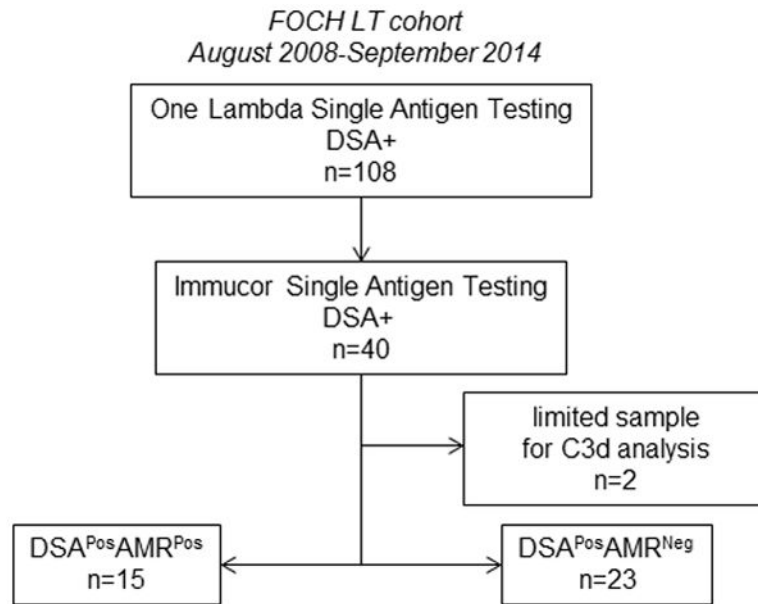 FOCH LT cohort
August 2008-September 2014
One Lambda Single Antigen Testing
DSA+
n=108
Immucor Single Antigen Testing
DSA+
n=40
limited sample
for C3d analysis
n=2
DSAPosAMRPos
n=15
DSAPosAMRNeg
n=23